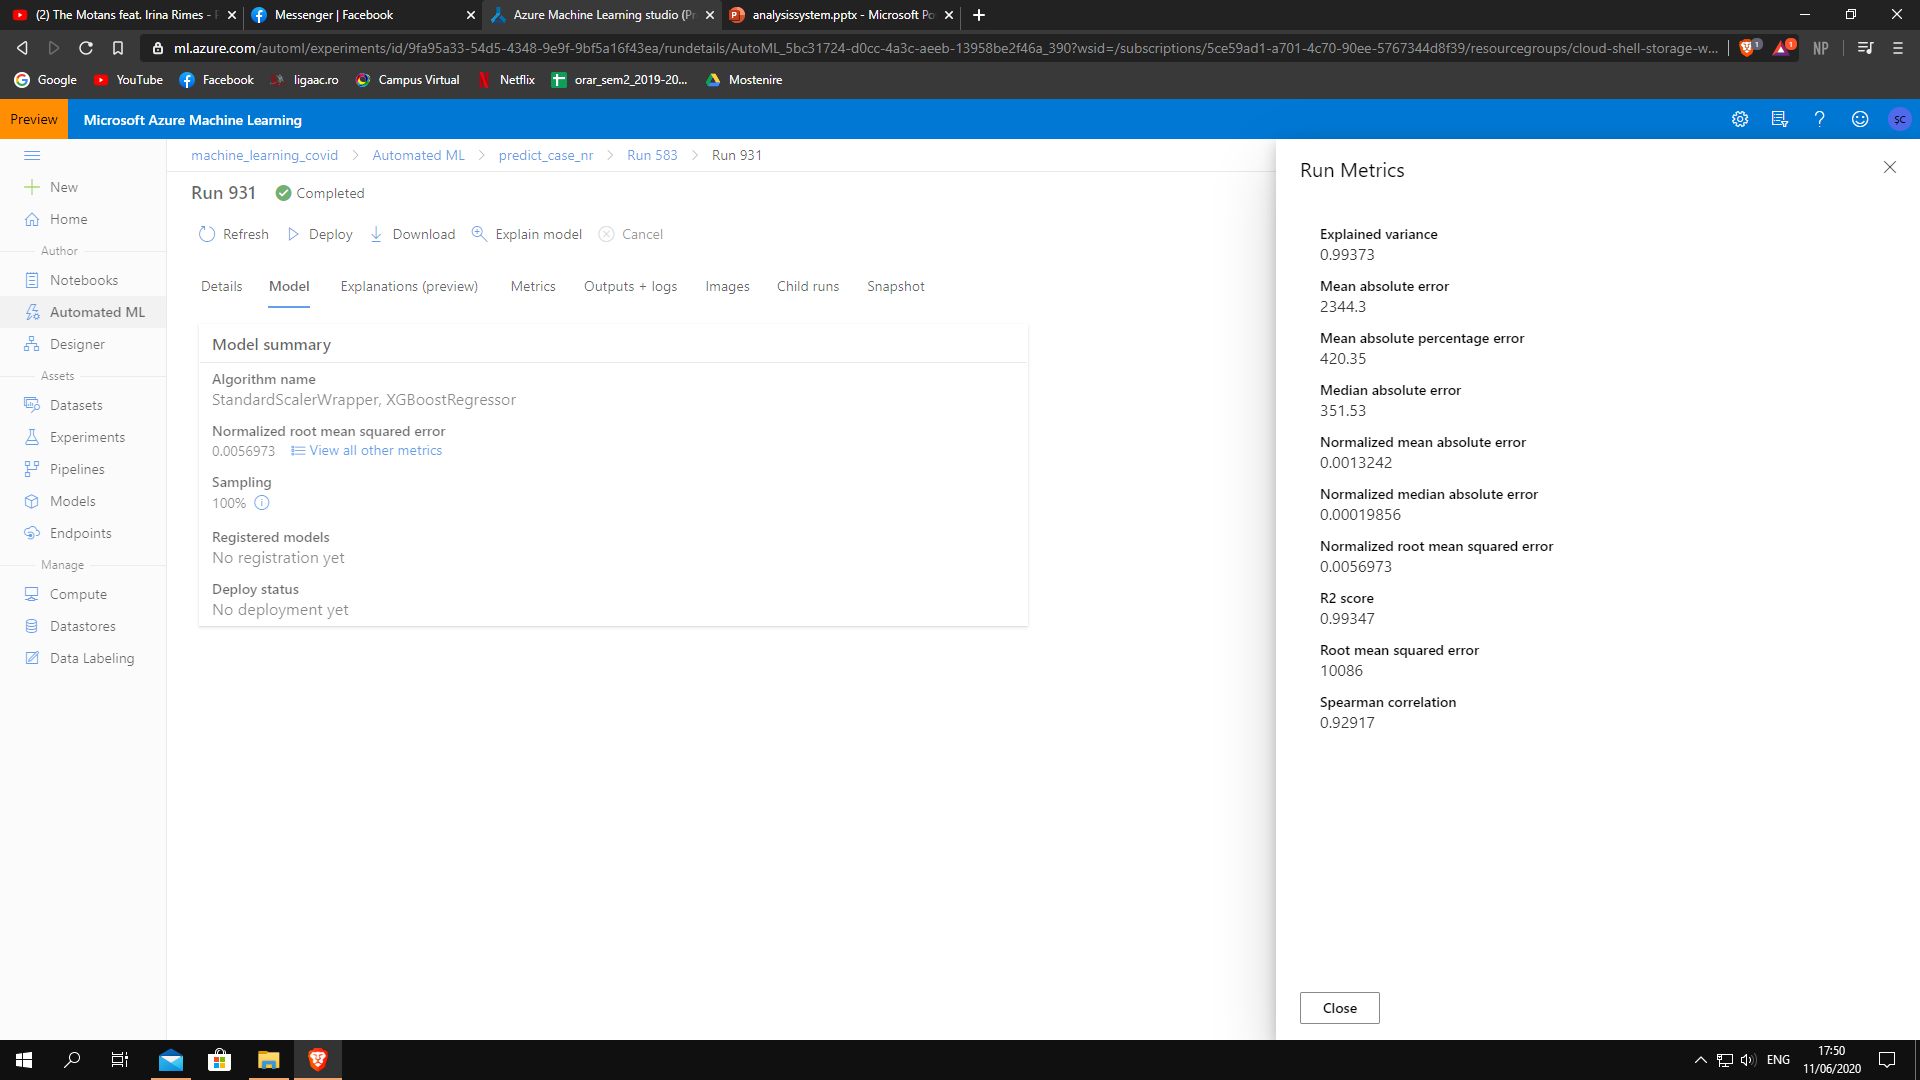 (2) The Motans feat. Irina Rimes -
Messenger | Facebook
Azure Machine Learning studio (Pr
analysissystem.pptx - Microsoft Po
ml.azure.com/automl/experiments/id/9fa95a33-54d5-4348-9e9f-9bf5a16f43ea/rundetails/AutoML_5bc31724-d0cc-4a3c-aeeb-13958be2f46a_390?wsid=/subscriptions/5ce59ad1-a701-4c70-90ee-5767344d8f39/resourcegroups/cloud-shell-storage-w...
1
1
NP
Google
YouTube
Facebook
ligaac.ro
Campus Virtual
Netflix
orar_sem2_2019-20...
Mostenire
Preview
Microsoft Azure Machine Learning
SC
New
Home
Author
Notebooks
Automated ML
Designer
Assets
Datasets
Experiments
Pipelines
Models
Endpoints
Manage
Compute
Datastores
Data Labeling
machine_learning_covid > Automated ML > predict_case_nr > Run 583 > Run 931
Run 931 Completed
Refresh Deploy Download Explain model Cancel
Details Model Explanations (preview) Metrics Outputs + logs Images Child runs Snapshot
Model summary
Algorithm name
StandardScalerWrapper, XGBoostRegressor
Normalized root mean squared error
0.0056973 View all other metrics
Sampling
100%
Registered models
No registration yet
Deploy status
No deployment yet
Run Metrics
Explained variance
0.99373
Mean absolute error
2344.3
Mean absolute percentage error
420.35
Median absolute error
351.53
Normalized mean absolute error
0.0013242
Normalized median absolute error
0.00019856
Normalized root mean squared error
0.0056973
R2 score
0.99347
Root mean squared error
10086
Spearman correlation
0.92917
Close
ENG
17:50
11/06/2020